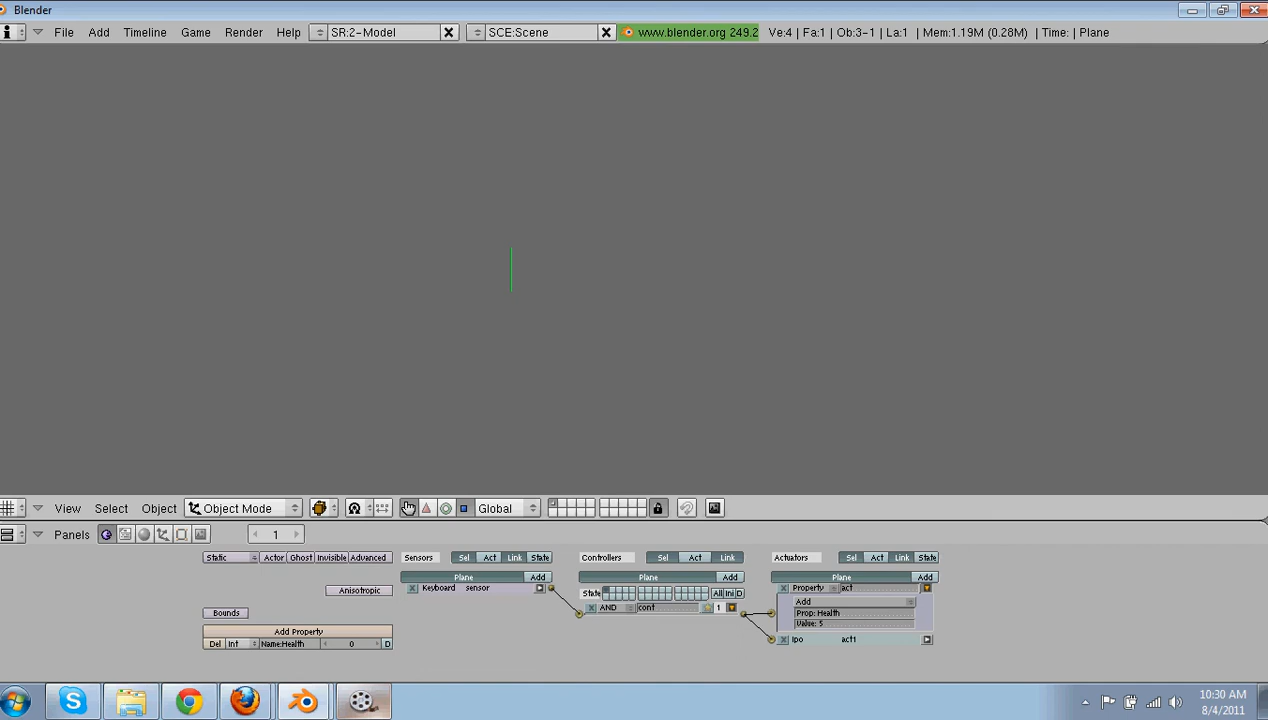 Blender
File Add Timeline Game Render Help SR:2-Model SCE:Scene www.blender.org 249.2 Ve:4 | Fa:1 | Ob:3-1 | La:1 | Mem:1.19M (0.28M) | Time: | Plane
View Select Object Object Mode Global
Panels 1
Static Actor Ghost Invisible Advanced Sensors Sel Act Link State Controllers Sel Act Link Actuators Sel Act Link State
Plane Add Plane Add Plane Add
Keyboard sensor Property act
Anisotropic State All Ini D
Add
AND cont 1
Bounds Prop: Health
Value: 5
Add Property
Ipo act1
Del Int Name:Health 0 D
10:30 AM
8/4/2011